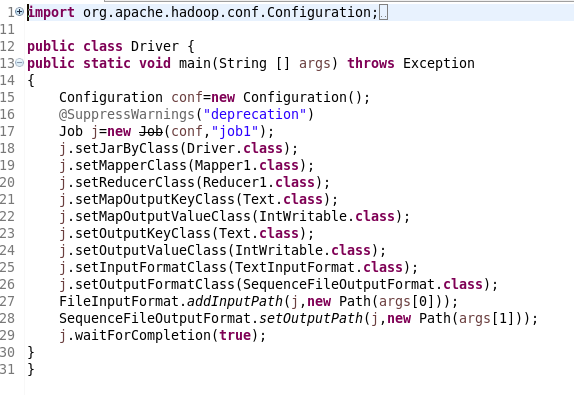 1 import org.apache.hadoop.conf.Configuration;
11
12 public class Driver {
13 public static void main(String [] args) throws Exception
14 {
15     Configuration conf=new Configuration();
16     @SuppressWarnings("deprecation")
17     Job j=new Job(conf,"job1");
18     j.setJarByClass(Driver.class);
19     j.setMapperClass(Mapper1.class);
20     j.setReducerClass(Reducer1.class);
21     j.setMapOutputKeyClass(Text.class);
22     j.setMapOutputValueClass(IntWritable.class);
23     j.setOutputKeyClass(Text.class);
24     j.setOutputValueClass(IntWritable.class);
25     j.setInputFormatClass(TextInputFormat.class);
26     j.setOutputFormatClass(SequenceFileOutputFormat.class);
27     FileInputFormat.addInputPath(j,new Path(args[0]));
28     SequenceFileOutputFormat.setOutputPath(j,new Path(args[1]));
29     j.waitForCompletion(true);
30 }
31 }